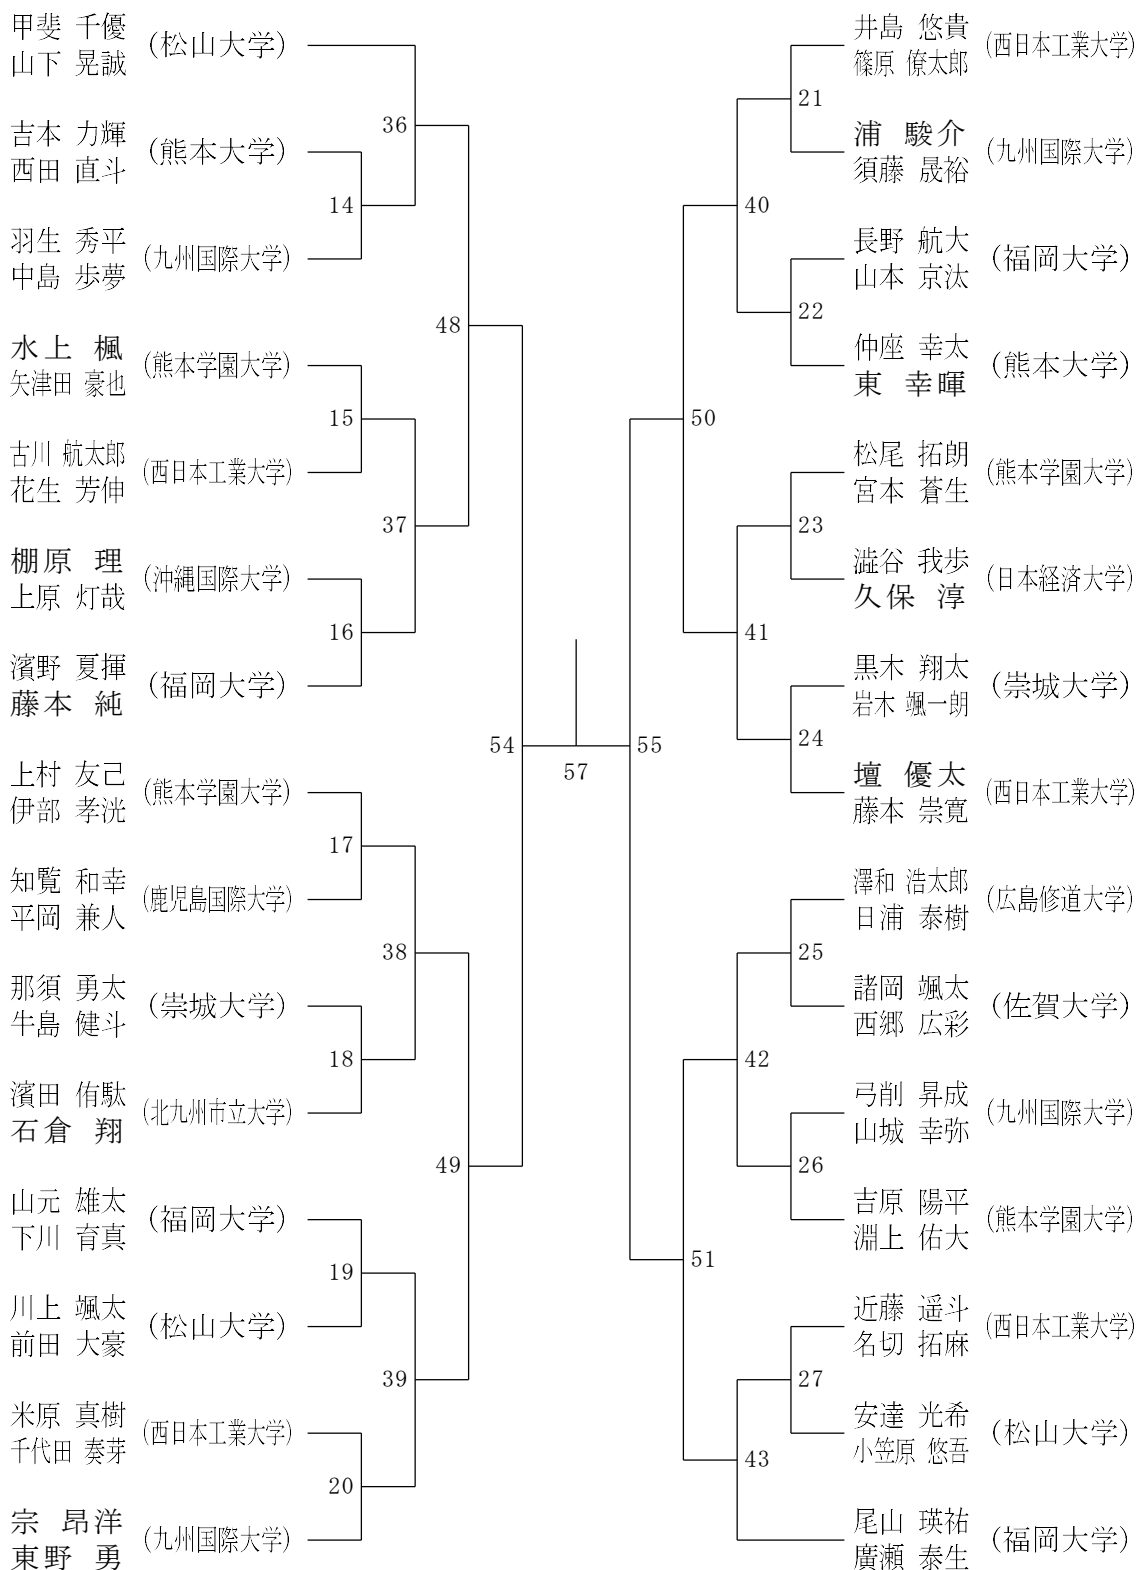 甲斐 千優
山下 晃誠
(松山大学)
36
吉本 力輝
西田 直斗
(熊本大学)
14
羽生 秀平
中島 歩夢
(九州国際大学)
48
水上 楓
矢津田 豪也
(熊本学園大学)
15
古川 航太郎
花生 芳伸
(西日本工業大学)
37
棚原 理
上原 灯哉
(沖縄国際大学)
16
濱野 夏揮
藤本 純
(福岡大学)
54
上村 友己
伊部 孝洸
(熊本学園大学)
17
知覧 和幸
平岡 兼人
(鹿児島国際大学)
38
那須 勇太
牛島 健斗
(崇城大学)
18
濱田 侑駄
石倉 翔
(北九州市立大学)
49
山元 雄太
下川 育真
(福岡大学)
19
川上 颯太
前田 大豪
(松山大学)
39
米原 真樹
千代田 奏芽
(西日本工業大学)
20
宗 昂洋
東野 勇
(九州国際大学)
57
井島 悠貴
篠原 僚太郎
(西日本工業大学)
21
浦 駿介
須藤 晟裕
(九州国際大学)
40
長野 航大
山本 京汰
(福岡大学)
22
仲座 幸太
東 幸暉
(熊本大学)
50
松尾 拓朗
宮本 蒼生
(熊本学園大学)
23
澁谷 我歩
久保 淳
(日本経済大学)
41
黒木 翔太
岩木 颯一朗
(崇城大学)
24
55
壇 優太
藤本 崇寛
(西日本工業大学)
澤和 浩太郎
日浦 泰樹
(広島修道大学)
25
諸岡 颯太
西郷 広彩
(佐賀大学)
42
弓削 昇成
山城 幸弥
(九州国際大学)
26
吉原 陽平
淵上 佑大
(熊本学園大学)
51
近藤 遥斗
名切 拓麻
(西日本工業大学)
27
安達 光希
小笠原 悠吾
(松山大学)
43
尾山 瑛祐
廣瀬 泰生
(福岡大学)